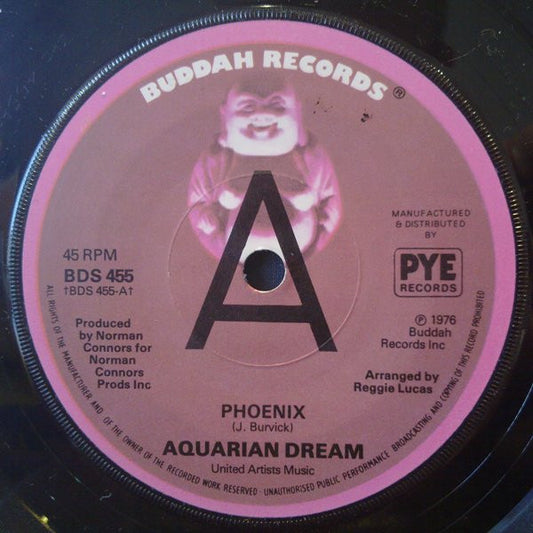 BUDDAH RECORDS ®
A
MANUFACTURED
& DISTRIBUTED
BY
PYE
RECORDS
45 RPM
BDS 455
†BDS 455-A†
℗ 1976
Buddah
Records Inc
Produced
by Norman
Connors for
Norman
Connors
Prods Inc
Arranged by
Reggie Lucas
PHOENIX
(J. Burvick)
AQUARIAN DREAM
United Artists Music
ALL RIGHTS OF THE MANUFACTURER AND OF THE OWNER OF THE RECORDED WORK RESERVED · UNAUTHORISED PUBLIC PERFORMANCE BROADCASTING AND COPYING OF THIS RECORD PROHIBITED